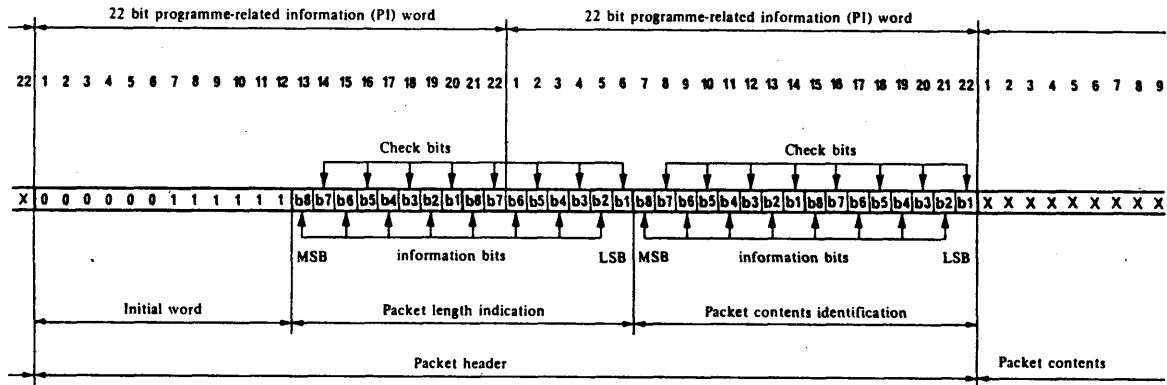 22 bit programme-related information (PI) word 22 bit programme-related information (PI) word
22 1 2 3 4 5 6 7 8 9 10 11 12 13 14 15 16 17 18 19 20 21 22 1 2 3 4 5 6 7 8 9 10 11 12 13 14 15 16 17 18 19 20 21 22 1 2 3 4 5 6 7 8 9
Check bits Check bits
X 0 0 0 0 0 0 1 1 1 1 1 1 b8 b7 b6 b5 b4 b3 b2 b1 b8 b7 b6 b5 b4 b3 b2 b1 b8 b7 b6 b5 b4 b3 b2 b1 b8 b7 b6 b5 b4 b3 b2 b1 X X X X X X X X X
MSB information bits LSB MSB information bits LSB
Initial word Packet length indication Packet contents identification
Packet header Packet contents